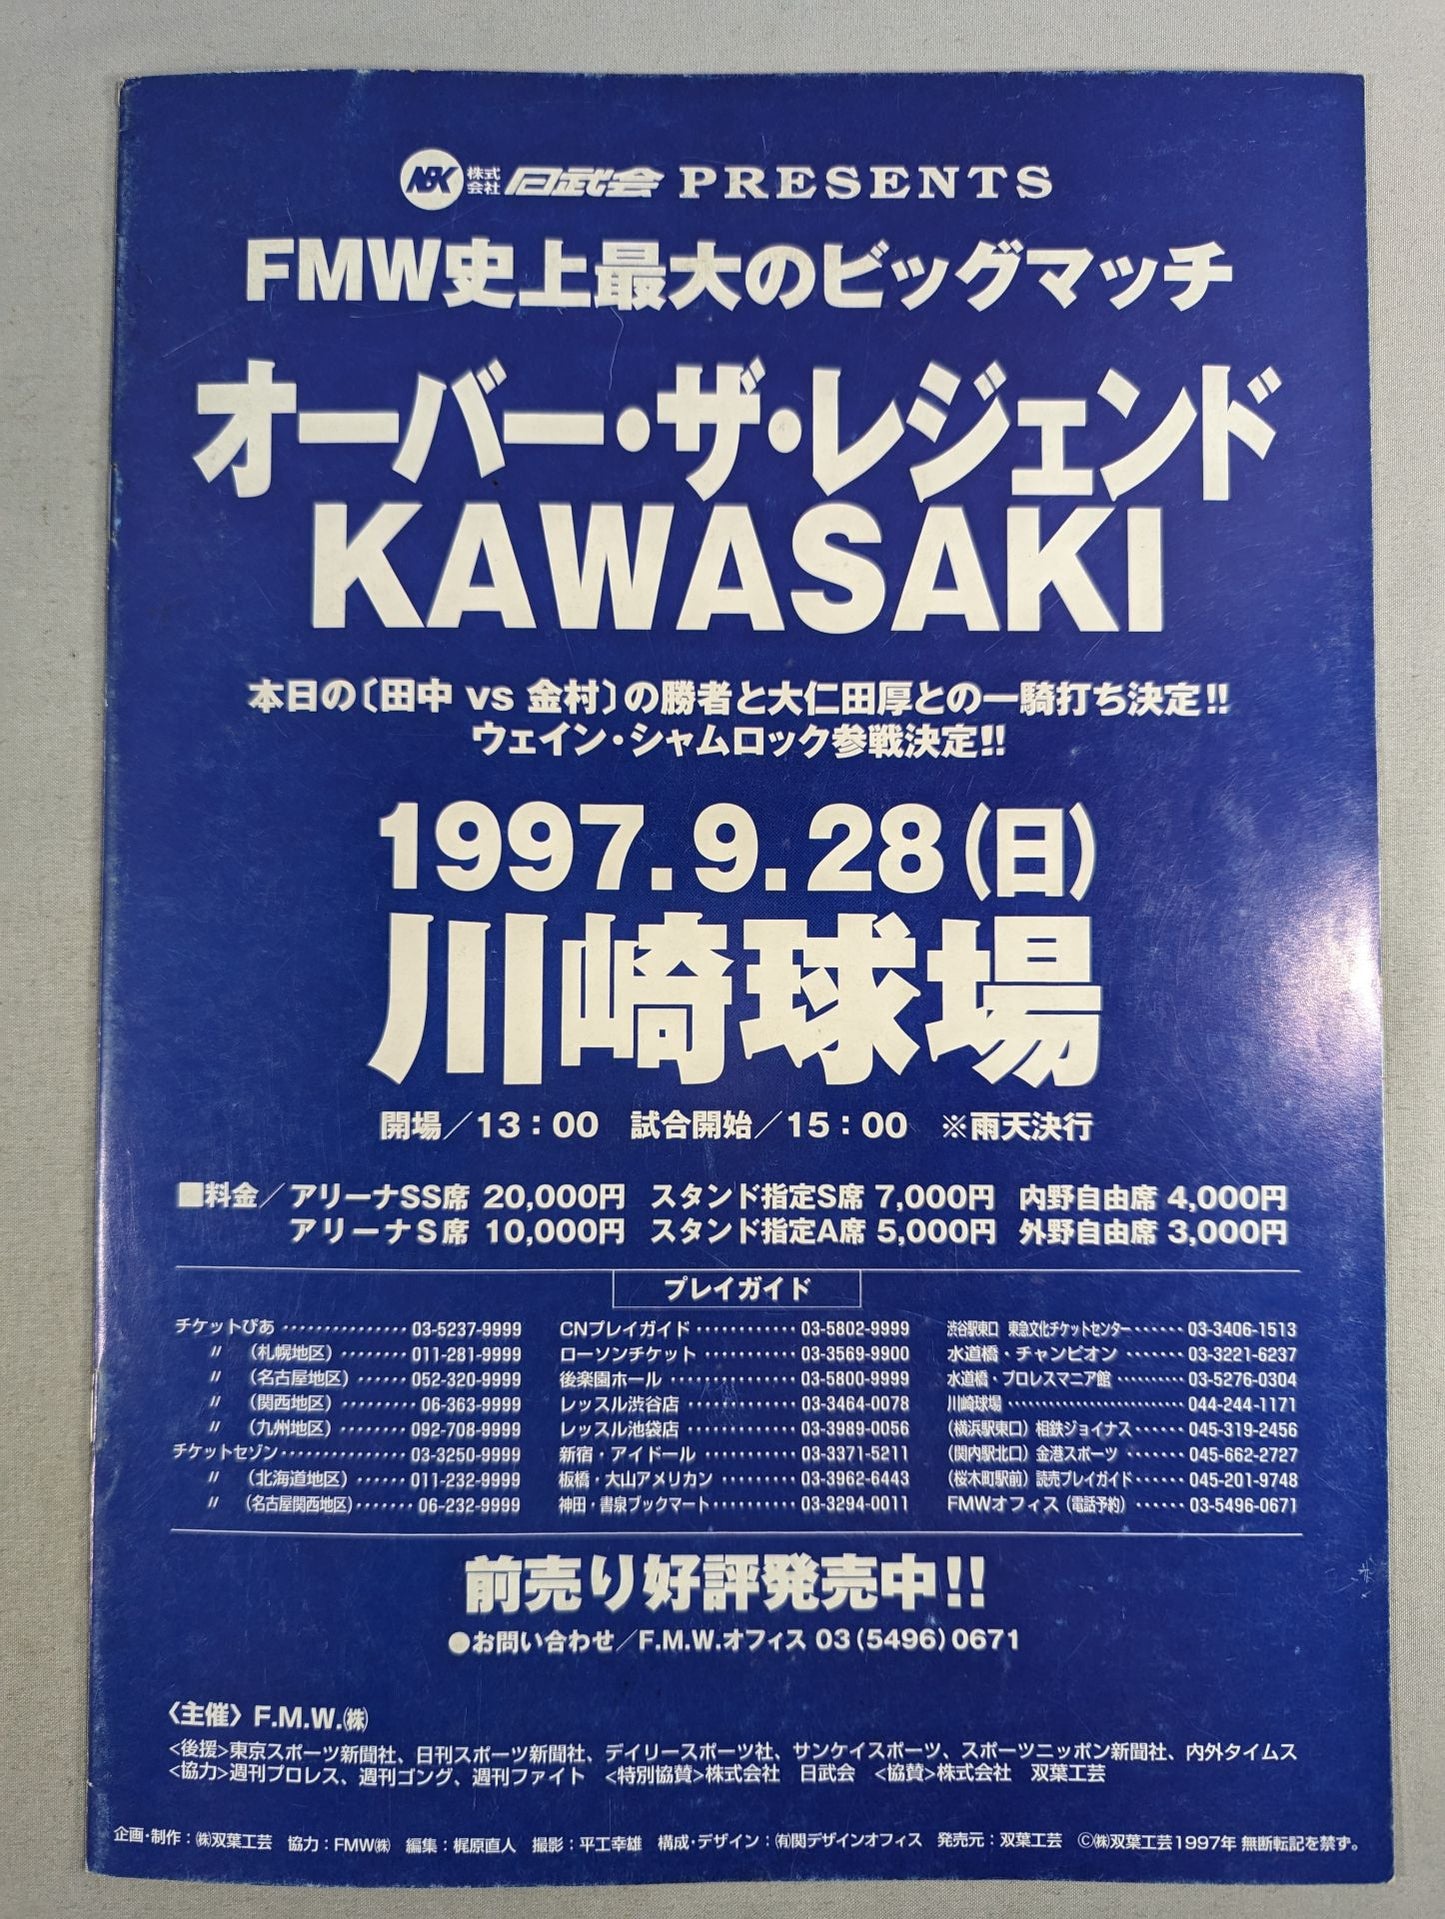 NBK 株式会社 日武会 PRESENTS
FMW史上最大のビッグマッチ
オーバー・ザ・レジェンド
KAWASAKI
本日の〔田中 vs 金村〕の勝者と大仁田厚との一騎打ち決定!!
ウェイン・シャムロック参戦決定!!
1997.9.28(日)
川崎球場
開場／13：00 試合開始／15：00 ※雨天決行
■料金／アリーナSS席 20,000円 スタンド指定S席 7,000円 内野自由席 4,000円
アリーナS席 10,000円 スタンド指定A席 5,000円 外野自由席 3,000円
プレイガイド
チケットぴあ ・・・・・・・・・・・・・・・ 03-5237-9999
〃 （札幌地区） ・・・・・・・・ 011-281-9999
〃 （名古屋地区） ・・・・・・ 052-320-9999
〃 （関西地区） ・・・・・・・・・ 06-363-9999
〃 （九州地区） ・・・・・・・・ 092-708-9999
チケットセゾン・・・・・・・・・・・・・・ 03-3250-9999
〃 （北海道地区） ・・・・・・ 011-232-9999
〃 （名古屋関西地区）・・・・・・・ 06-232-9999
CNプレイガイド ・・・・・・・・・・・・ 03-5802-9999
ローソンチケット ・・・・・・・・・・・ 03-3569-9900
後楽園ホール ・・・・・・・・・・・・・・・ 03-5800-9999
レッスル渋谷店 ・・・・・・・・・・・・・ 03-3464-0078
レッスル池袋店 ・・・・・・・・・・・・・ 03-3989-0056
新宿・アイドール ・・・・・・・・・・・・ 03-3371-5211
板橋・大山アメリカン ・・・・・・・・・ 03-3962-6443
神田・書泉ブックマート・・・・・・・・・・ 03-3294-0011
渋谷駅東口 東急文化チケットセンター・・・・・・ 03-3406-1513
水道橋・チャンピオン ・・・・・・・ 03-3221-6237
水道橋・プロレスマニア館 ・・・・・・・・・ 03-5276-0304
川崎球場 ・・・・・・・・・・・・・・・・・・・・・・ 044-244-1171
（横浜駅東口）相鉄ジョイナス・・・・・・ 045-319-2456
（関内駅北口）金港スポーツ ・・・・・・・ 045-662-2727
（桜木町駅前）読売プレイガイド・・・・・・ 045-201-9748
FMWオフィス（電話予約） ・・・・・・ 03-5496-0671
前売り好評発売中!!
●お問い合わせ／F.M.W.オフィス 03(5496)0671
〈主催〉F.M.W.㈱
<後援>東京スポーツ新聞社、日刊スポーツ新聞社、デイリースポーツ社、サンケイスポーツ、スポーツニッポン新聞社、内外タイムス
<協力>週刊プロレス、週刊ゴング、週刊ファイト <特別協賛>株式会社 日武会 <協賛>株式会社 双葉工芸
企画・制作：㈱双葉工芸 協力：FMW㈱ 編集：梶原直人 撮影：平工幸雄 構成・デザイン：㈲関デザインオフィス 発売元：双葉工芸 ©㈱双葉工芸1997年 無断転記を禁ず。